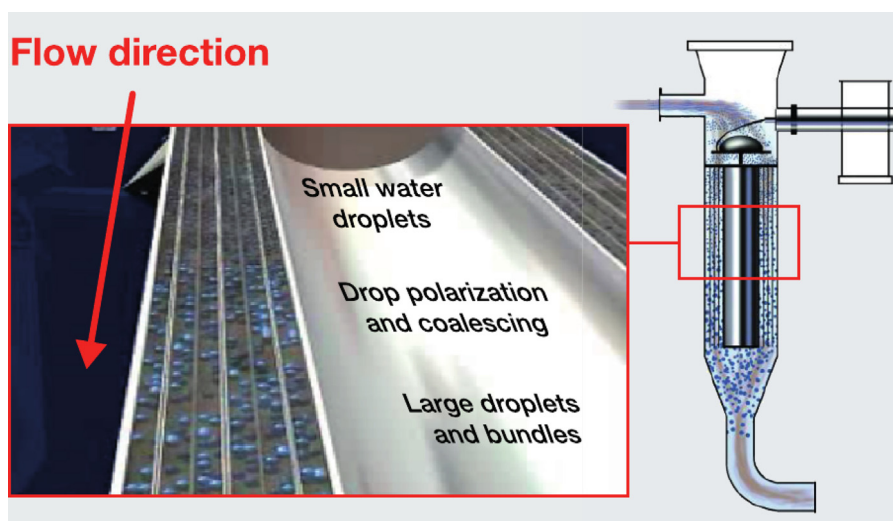 Flow direction
Small water
droplets
Drop polarization
and coalescing
Large droplets
and bundles